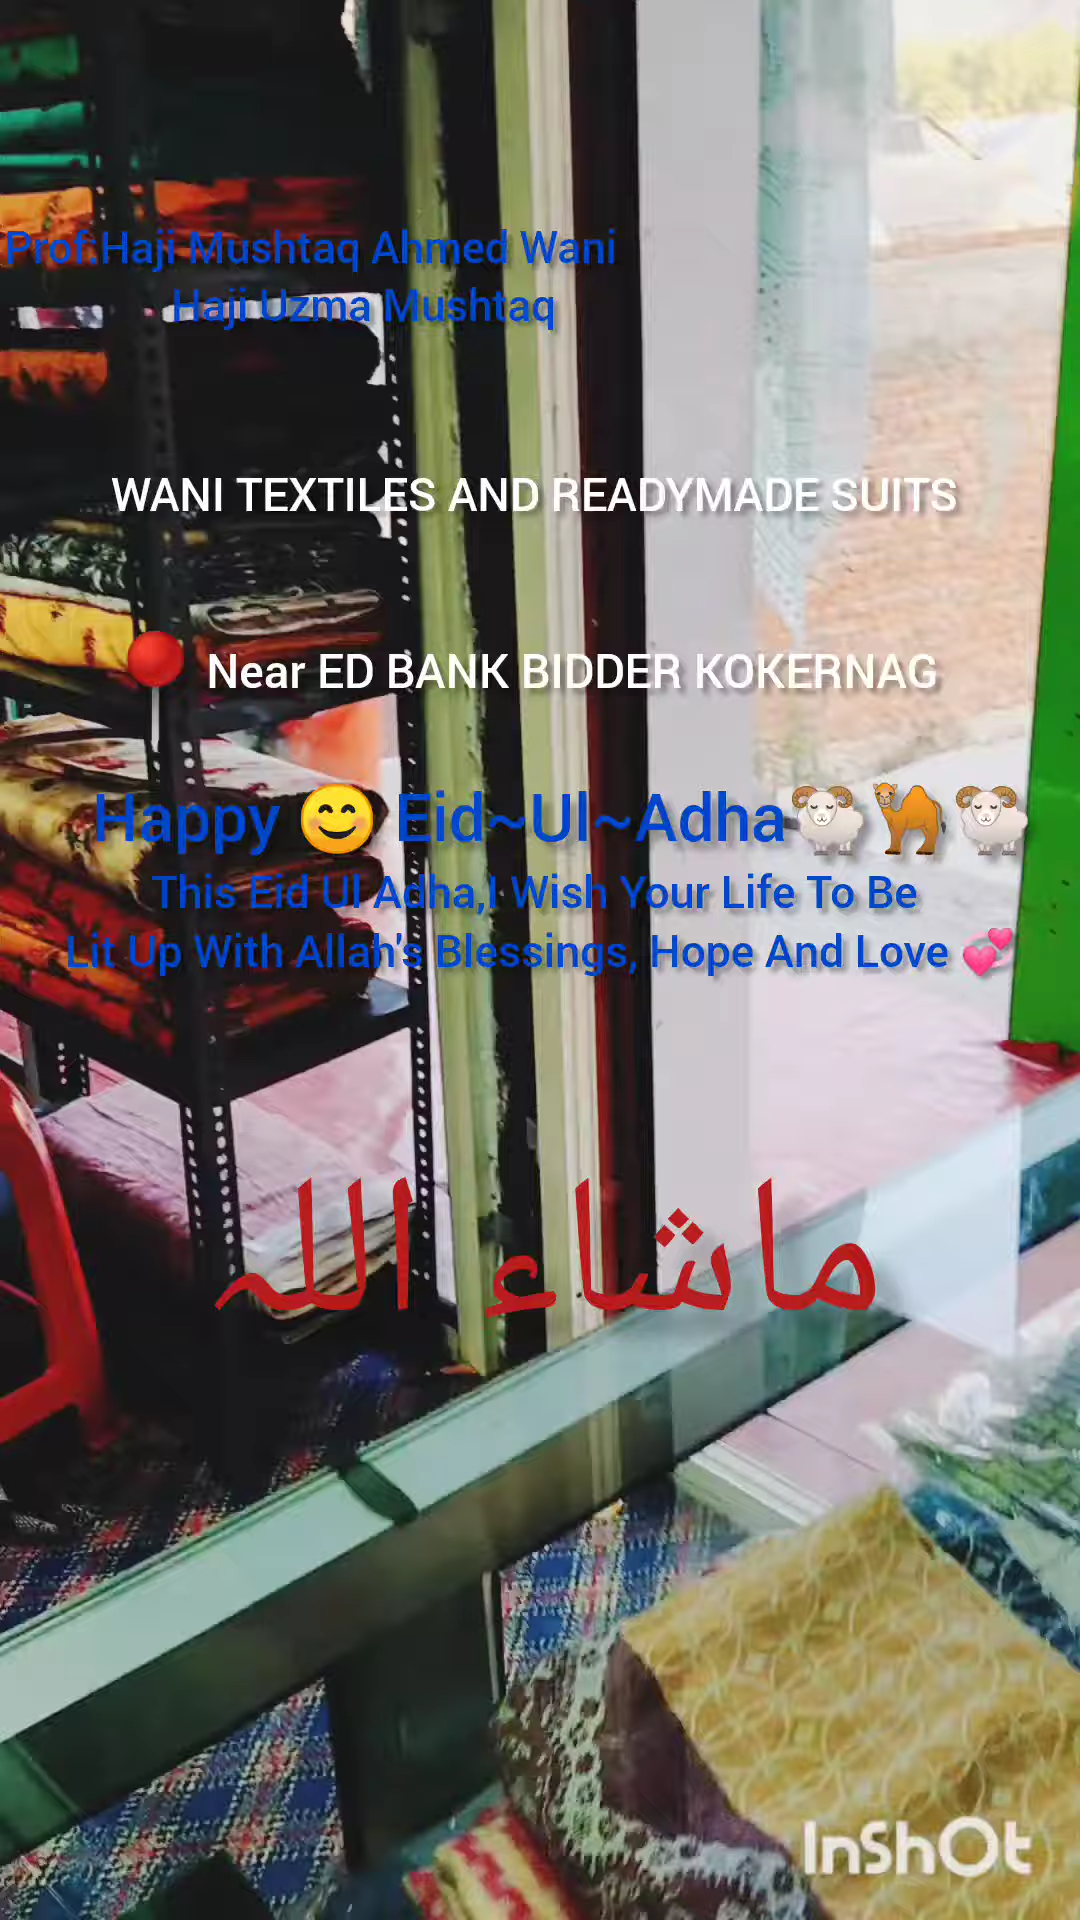 Prof:Haji Mushtaq Ahmed Wani
Haji Uzma Mushtaq
WANI TEXTILES AND READYMADE SUITS
📍 Near ED BANK BIDDER KOKERNAG
Happy 😊 Eid~Ul~Adha🐏🐪🐏
This Eid Ul Adha,I Wish Your Life To Be
Lit Up With Allah's Blessings, Hope And Love 💞
ماشاء اللہ
InShOt